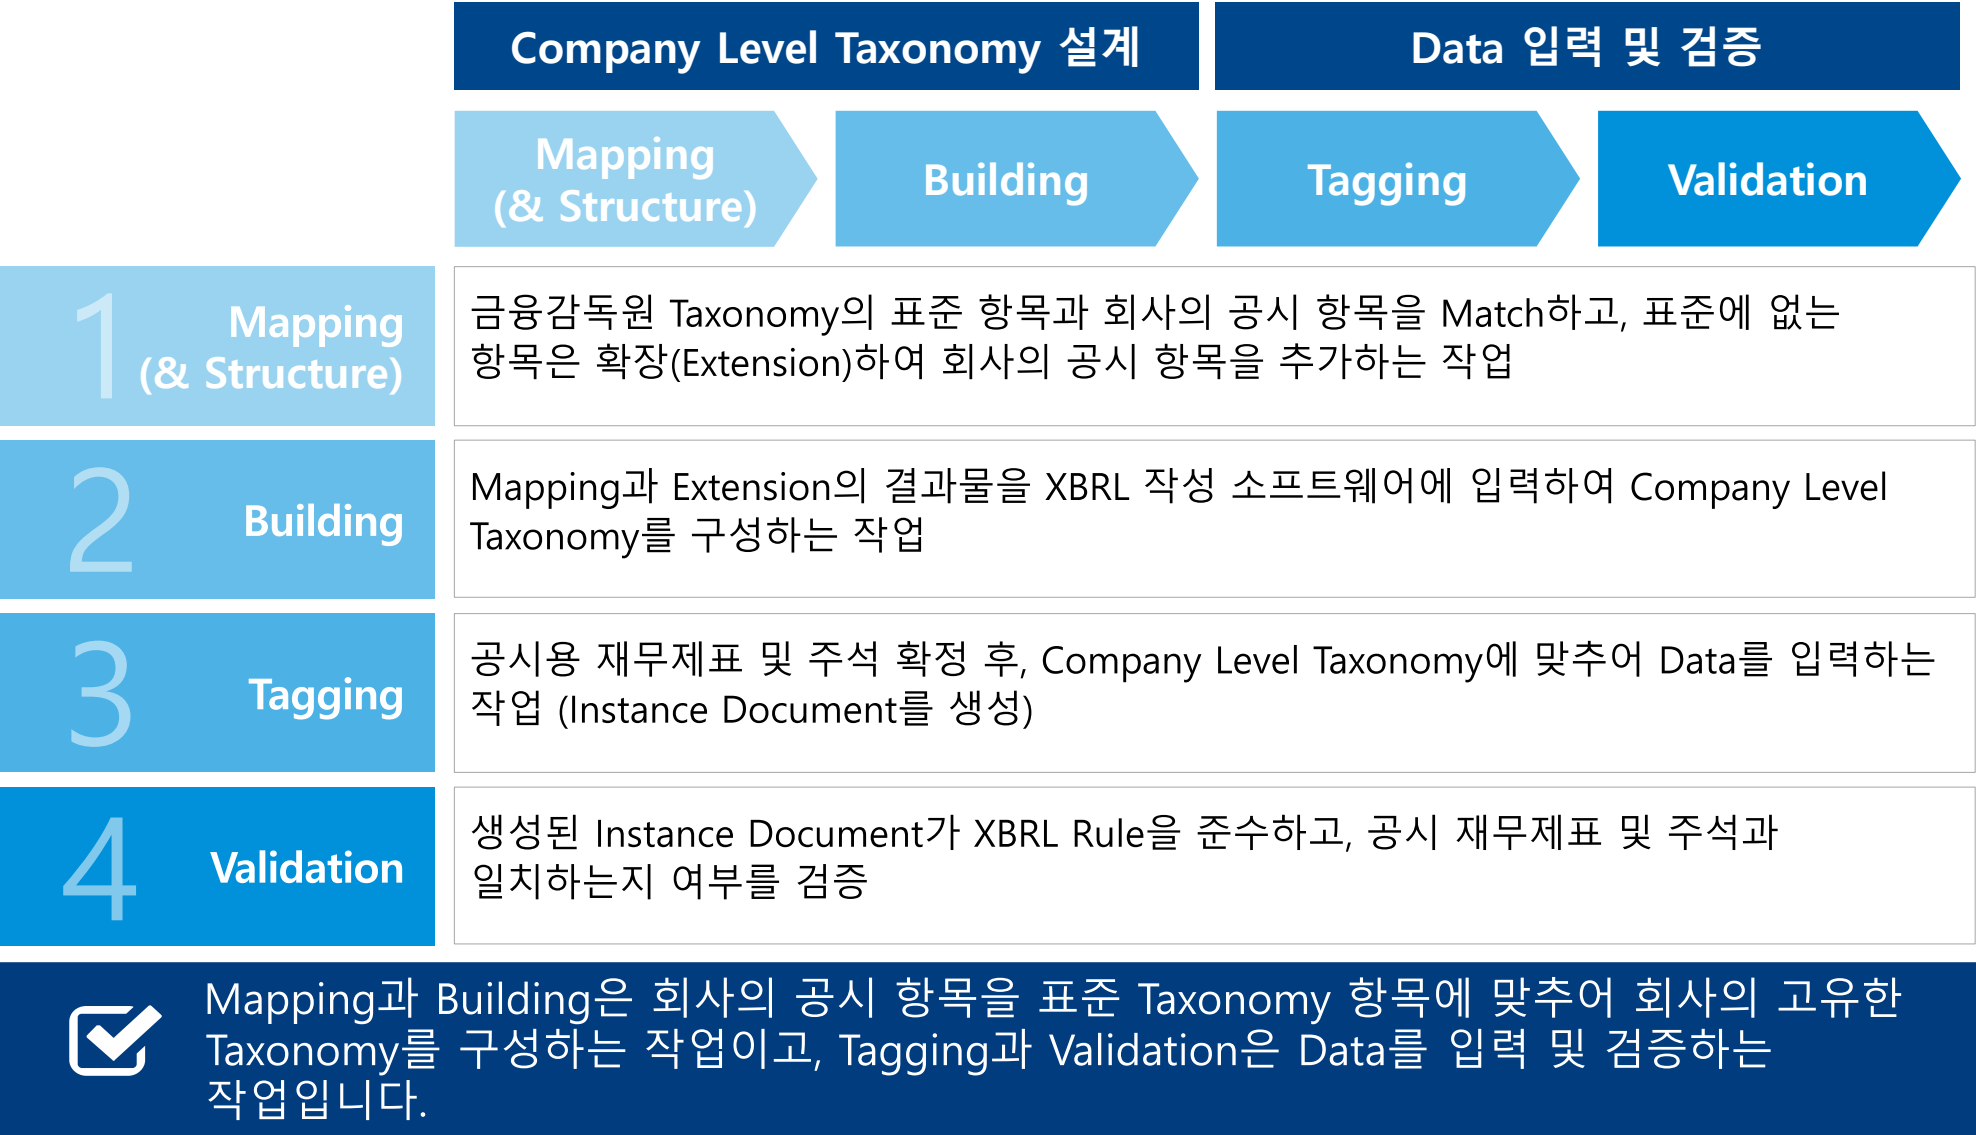 Company Level Taxonomy 설계
Data 입력 및 검증
Mapping
(& Structure)
Building
Tagging
Validation
1
Mapping
(& Structure)
금융감독원 Taxonomy의 표준 항목과 회사의 공시 항목을 Match하고, 표준에 없는
항목은 확장(Extension)하여 회사의 공시 항목을 추가하는 작업
2
Building
Mapping과 Extension의 결과물을 XBRL 작성 소프트웨어에 입력하여 Company Level
Taxonomy를 구성하는 작업
3
Tagging
공시용 재무제표 및 주석 확정 후, Company Level Taxonomy에 맞추어 Data를 입력하는
작업 (Instance Document를 생성)
4
Validation
생성된 Instance Document가 XBRL Rule을 준수하고, 공시 재무제표 및 주석과
일치하는지 여부를 검증
Mapping과 Building은 회사의 공시 항목을 표준 Taxonomy 항목에 맞추어 회사의 고유한
Taxonomy를 구성하는 작업이고, Tagging과 Validation은 Data를 입력 및 검증하는
작업입니다.